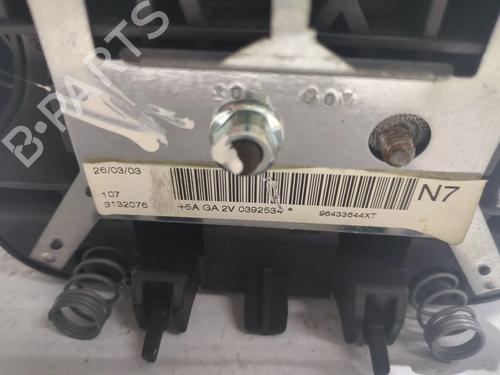 B-PARTS
26/03/03
107
3132076
+5A GA 2V 0392534 *
96433644XT
N7